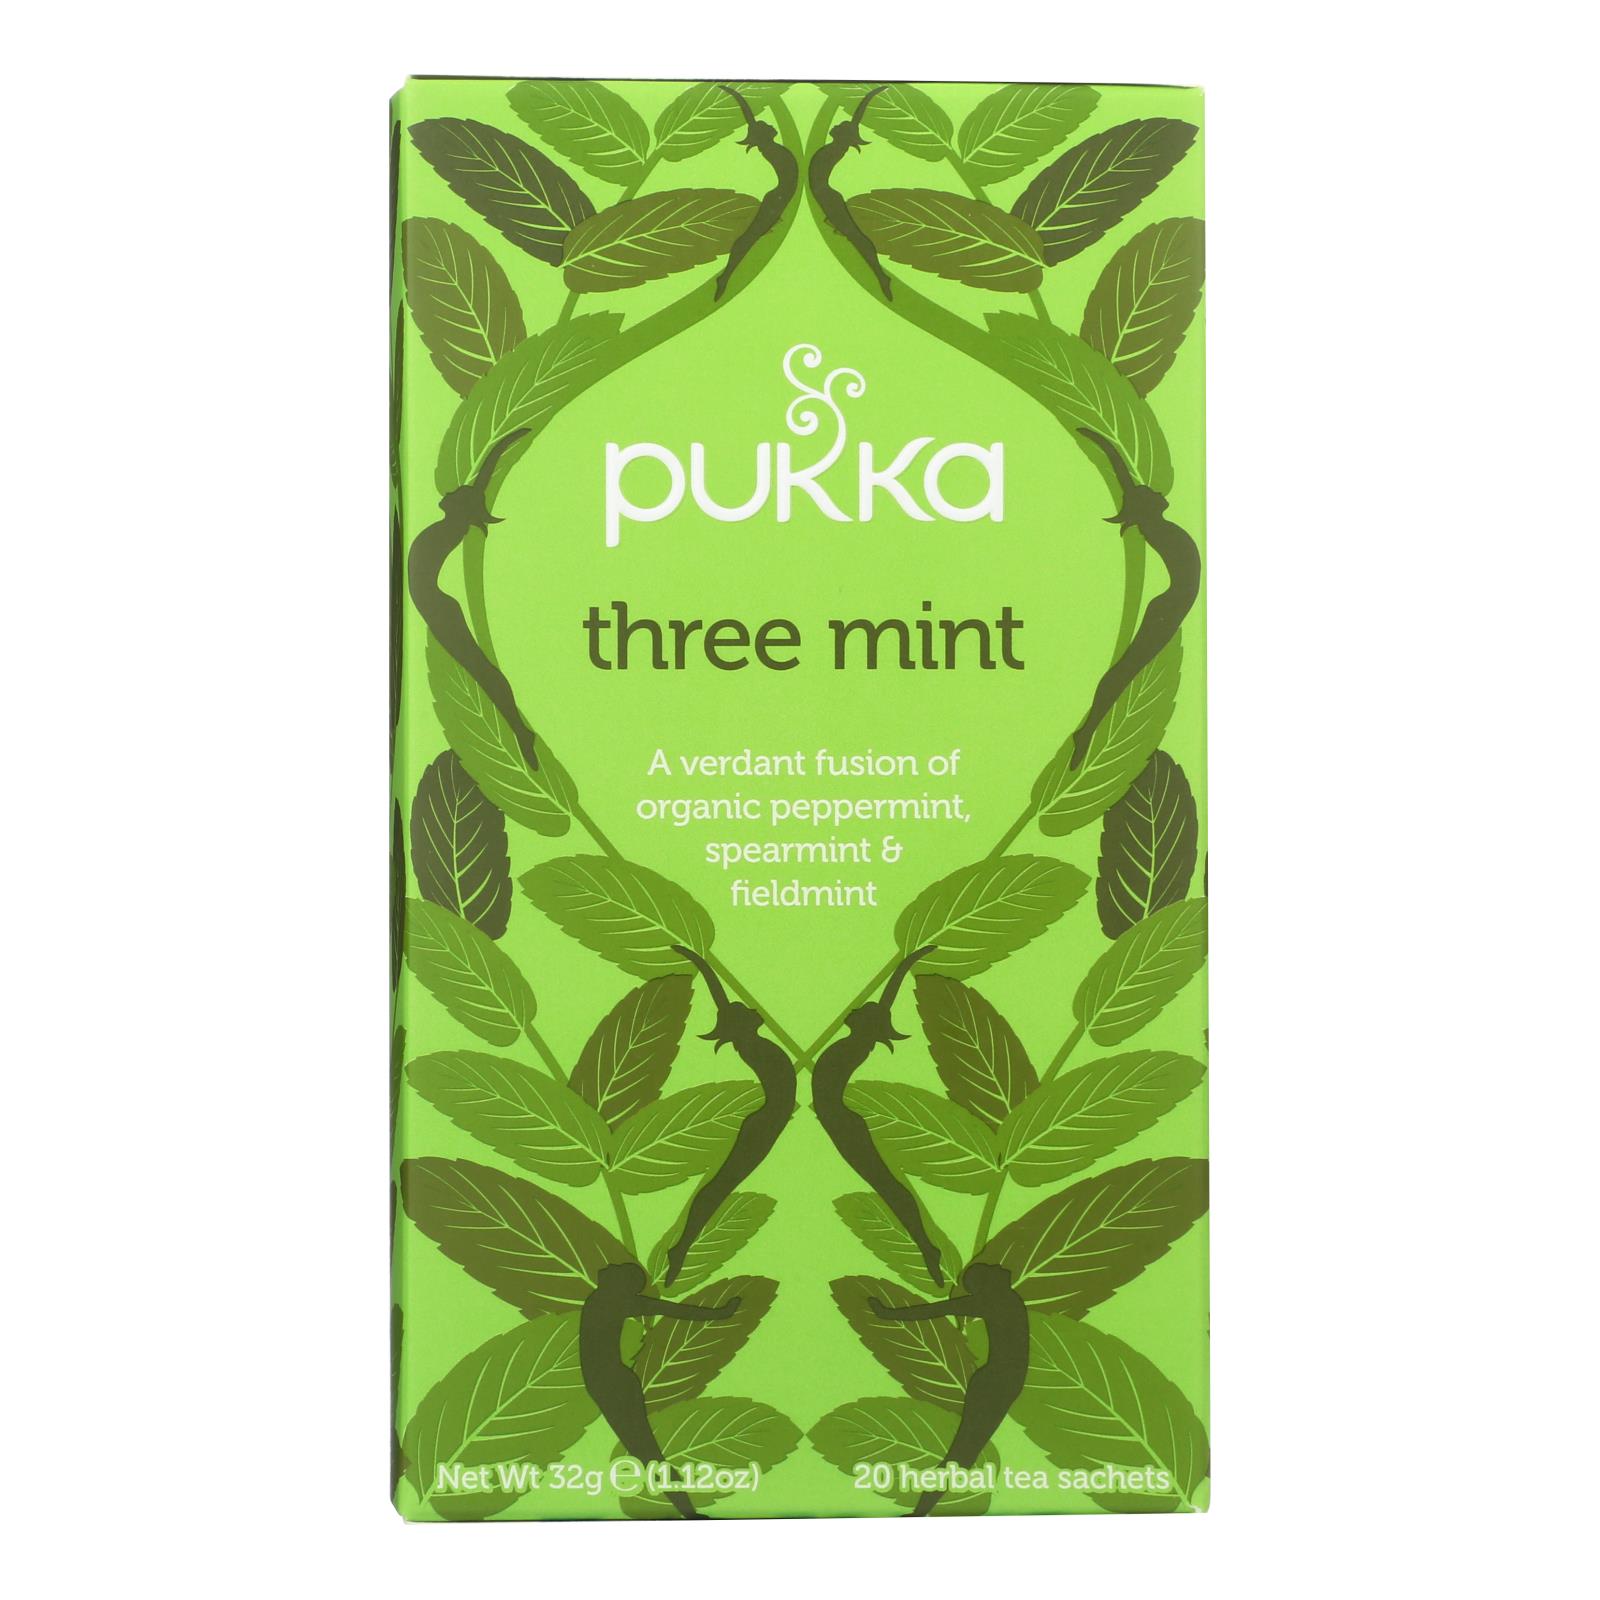 pukka
three mint
A verdant fusion of
organic peppermint,
spearmint &
fieldmint
Net Wt 32g ℮ (1.12oz)
20 herbal tea sachets